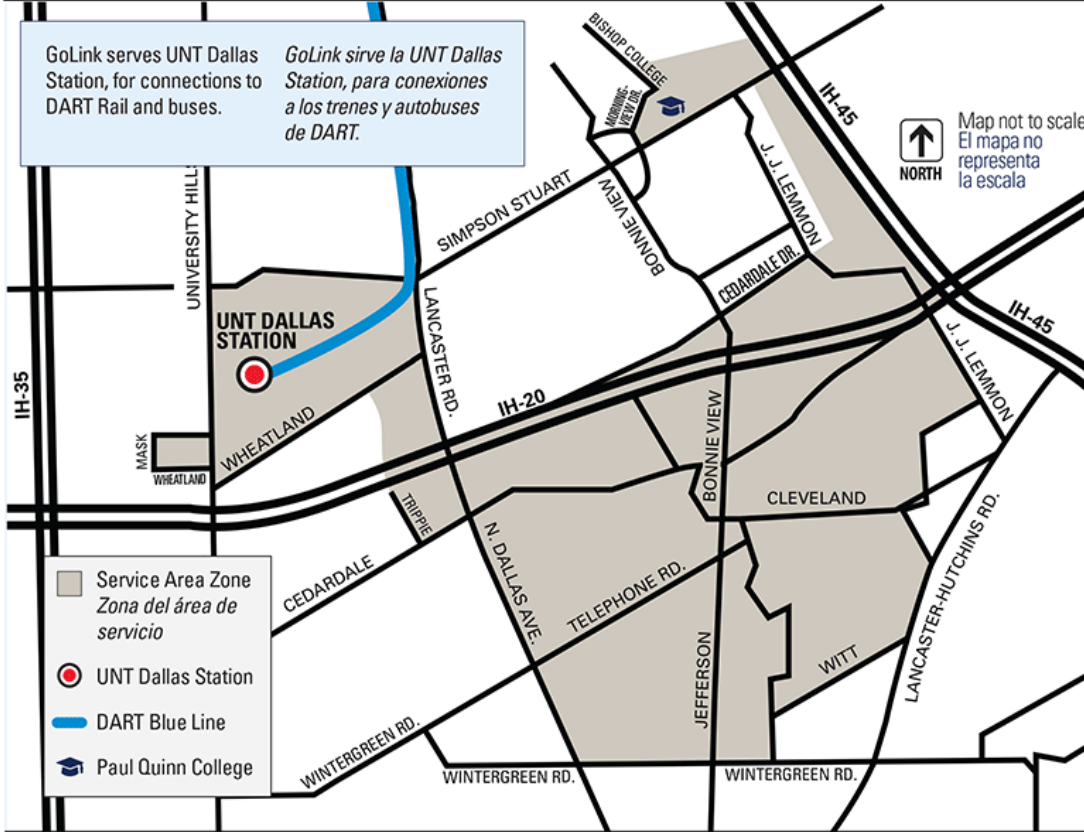 GoLink serves UNT Dallas
Station, for connections to
DART Rail and buses.
GoLink sirve la UNT Dallas
Station, para conexiones
a los trenes y autobuses
de DART.
BISHOP COLLEGE
MORNING-
VIEW DR.
IH-45
NORTH
Map not to scale
El mapa no
representa
la escala
UNIVERSITY HILLS
SIMPSON STUART
BONNIE VIEW
J. J. LEMMON
CEDARDALE DR.
UNT DALLAS
STATION
LANCASTER RD.
IH-45
J. J. LEMMON
IH-35
IH-20
MASK
WHEATLAND
WHEATLAND
BONNIE VIEW
CLEVELAND
TRIPPIE
CEDARDALE
N. DALLAS AVE.
TELEPHONE RD.
LANCASTER-HUTCHINS RD.
JEFFERSON
WITT
WINTERGREEN RD.
WINTERGREEN RD.
WINTERGREEN RD.
Service Area Zone
Zona del área de
servicio
UNT Dallas Station
DART Blue Line
Paul Quinn College